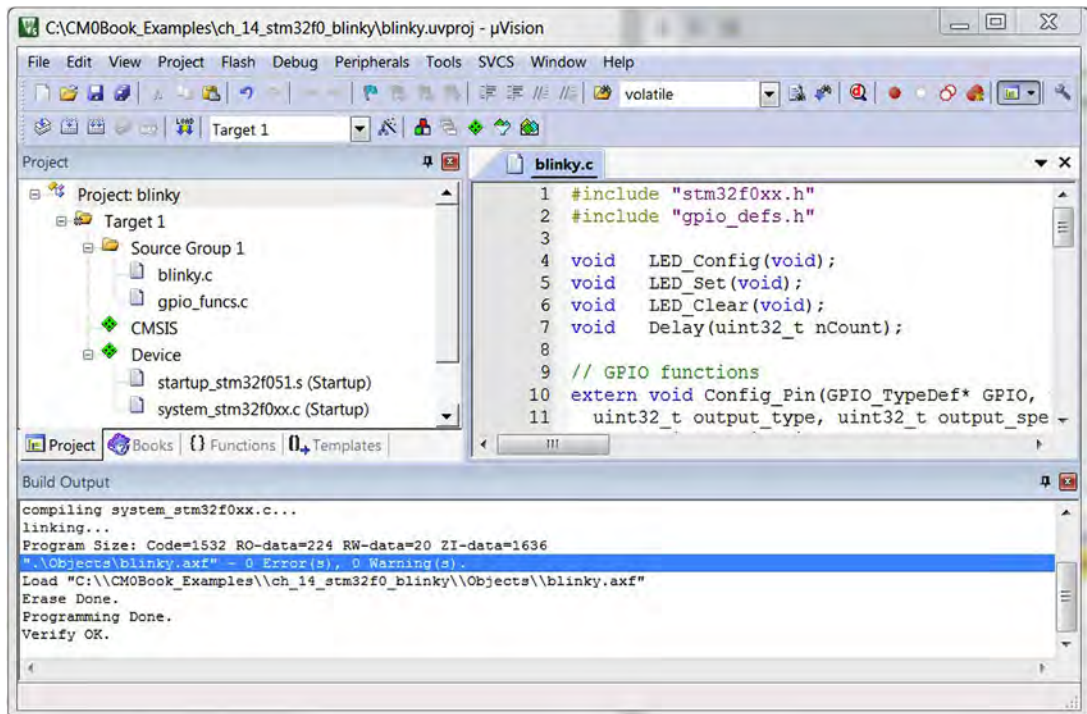 C:\CM0Book_Examples\ch_14_stm32f0_blinky\blinky.uvproj - µVision
File Edit View Project Flash Debug Peripherals Tools SVCS Window Help
volatile
LOAD Target 1
Project
Project: blinky
Target 1
Source Group 1
blinky.c
gpio_funcs.c
CMSIS
Device
startup_stm32f051.s (Startup)
system_stm32f0xx.c (Startup)
Project Books {} Functions Templates
blinky.c
1 #include "stm32f0xx.h"
2 #include "gpio_defs.h"
3
4 void LED_Config(void);
5 void LED_Set(void);
6 void LED_Clear(void);
7 void Delay(uint32_t nCount);
8
9 // GPIO functions
10 extern void Config_Pin(GPIO_TypeDef* GPIO,
11 uint32_t output_type, uint32_t output_spe
Build Output
compiling system_stm32f0xx.c...
linking...
Program Size: Code=1532 RO-data=224 RW-data=20 ZI-data=1636
".\Objects\blinky.axf" - 0 Error(s), 0 Warning(s).
Load "C:\\CM0Book_Examples\\ch_14_stm32f0_blinky\\Objects\\blinky.axf"
Erase Done.
Programming Done.
Verify OK.